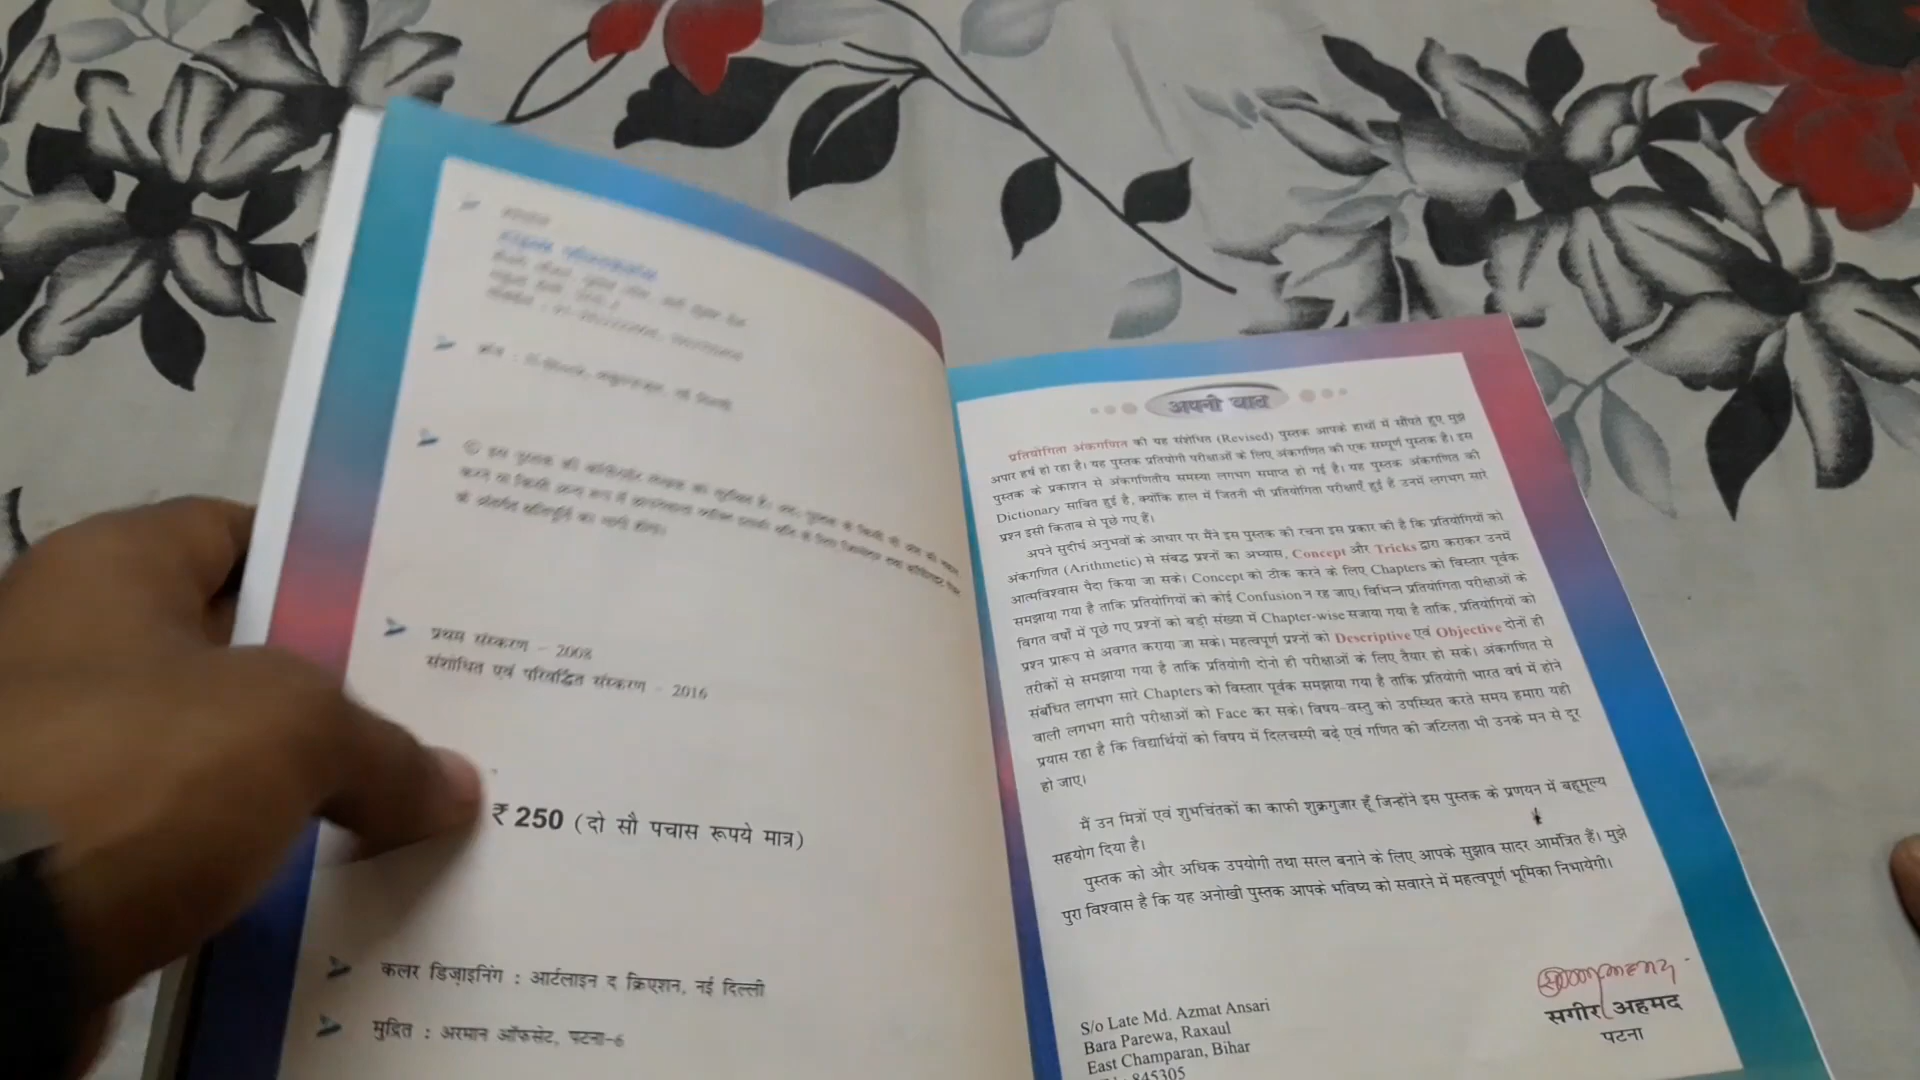 © इस पुस्तक की कॉपीराइट लेखक को सुरक्षित है।
प्रथम संस्करण – 2008
संशोधित एवं परिवर्द्धित संस्करण – 2016
₹ 250 (दो सौ पचास रूपये मात्र)
कलर डिज़ाइनिंग : आर्टलाइन द क्रिएशन, नई दिल्ली
मुद्रित : अरमान ऑफसेट, पटना-6
अपनी बात
प्रतियोगिता अंकगणित की यह संशोधित (Revised) पुस्तक आपके हाथों में सौंपते हुए मुझे
अपार हर्ष हो रहा है। यह पुस्तक प्रतियोगी परीक्षाओं के लिए अंकगणित की एक सम्पूर्ण पुस्तक है। इस
पुस्तक के प्रकाशन से अंकगणितीय समस्या लगभग समाप्त हो गई है। यह पुस्तक अंकगणित की
Dictionary साबित हुई है, क्योंकि हाल में जितनी भी प्रतियोगिता परीक्षाएँ हुई है उनमें लगभग सारे
प्रश्न इसी किताब से पूछे गए हैं।
अपने सुदीर्घ अनुभवों के आधार पर मैंने इस पुस्तक की रचना इस प्रकार की है कि प्रतियोगियों को
अंकगणित (Arithmetic) से संबद्ध प्रश्नों का अभ्यास, Concept और Tricks द्वारा कराकर उनमें
आत्मविश्वास पैदा किया जा सके। Concept को ठीक करने के लिए Chapters को विस्तार पूर्वक
समझाया गया है ताकि प्रतियोगियों को कोई Confusion न रह जाए। विभिन्न प्रतियोगिता परीक्षाओं के
विगत वर्षों में पूछे गए प्रश्नों को बड़ी संख्या में Chapter-wise सजाया गया है ताकि, प्रतियोगियों को
प्रश्न प्रारूप से अवगत कराया जा सके। महत्वपूर्ण प्रश्नों को Descriptive एवं Objective दोनों ही
तरीकों से समझाया गया है ताकि प्रतियोगी दोनो ही परीक्षाओं के लिए तैयार हो सके। अंकगणित से
संबंधित लगभग सारे Chapters को विस्तार पूर्वक समझाया गया है ताकि प्रतियोगी भारत वर्ष में होने
वाली लगभग सारी परीक्षाओं को Face कर सके। विषय-वस्तु को उपस्थित करते समय हमारा यही
प्रयास रहा है कि विद्यार्थियों को विषय में दिलचस्पी बढ़े एवं गणित की जटिलता भी उनके मन से दूर
हो जाए।
मैं उन मित्रों एवं शुभचिंतकों का काफी शुक्रगुजार हूँ जिन्होंने इस पुस्तक के प्रणयन में बहूमूल्य
सहयोग दिया है।
पुस्तक को और अधिक उपयोगी तथा सरल बनाने के लिए आपके सुझाव सादर आमंत्रित हैं। मुझे
पुरा विश्वास है कि यह अनोखी पुस्तक आपके भविष्य को सवारने में महत्वपूर्ण भूमिका निभायेगी।
सगीर अहमद
पटना
S/o Late Md. Azmat Ansari
Bara Parewa, Raxaul
East Champaran, Bihar
845305